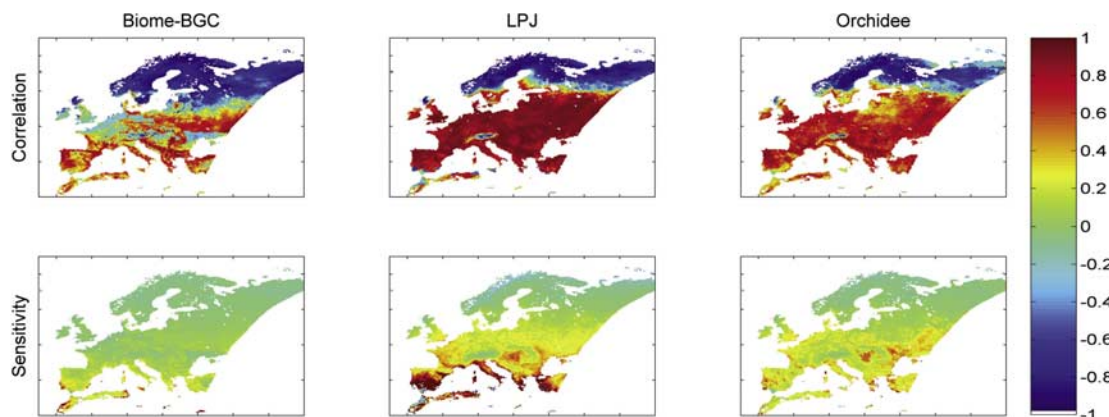 Biome-BGC
LPJ
Orchidee
Correlation
Sensitivity
1
0.8
0.6
0.4
0.2
0
-0.2
-0.4
-0.6
-0.8
-1